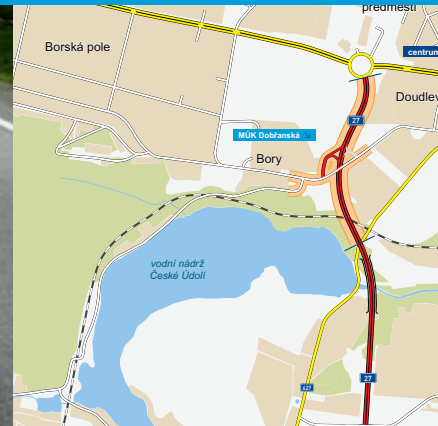 předměstí
Borská pole
centrum
Doudlev
27
MÚK Dobřanská
Bory
vodní nádrž
České Údolí
27
627